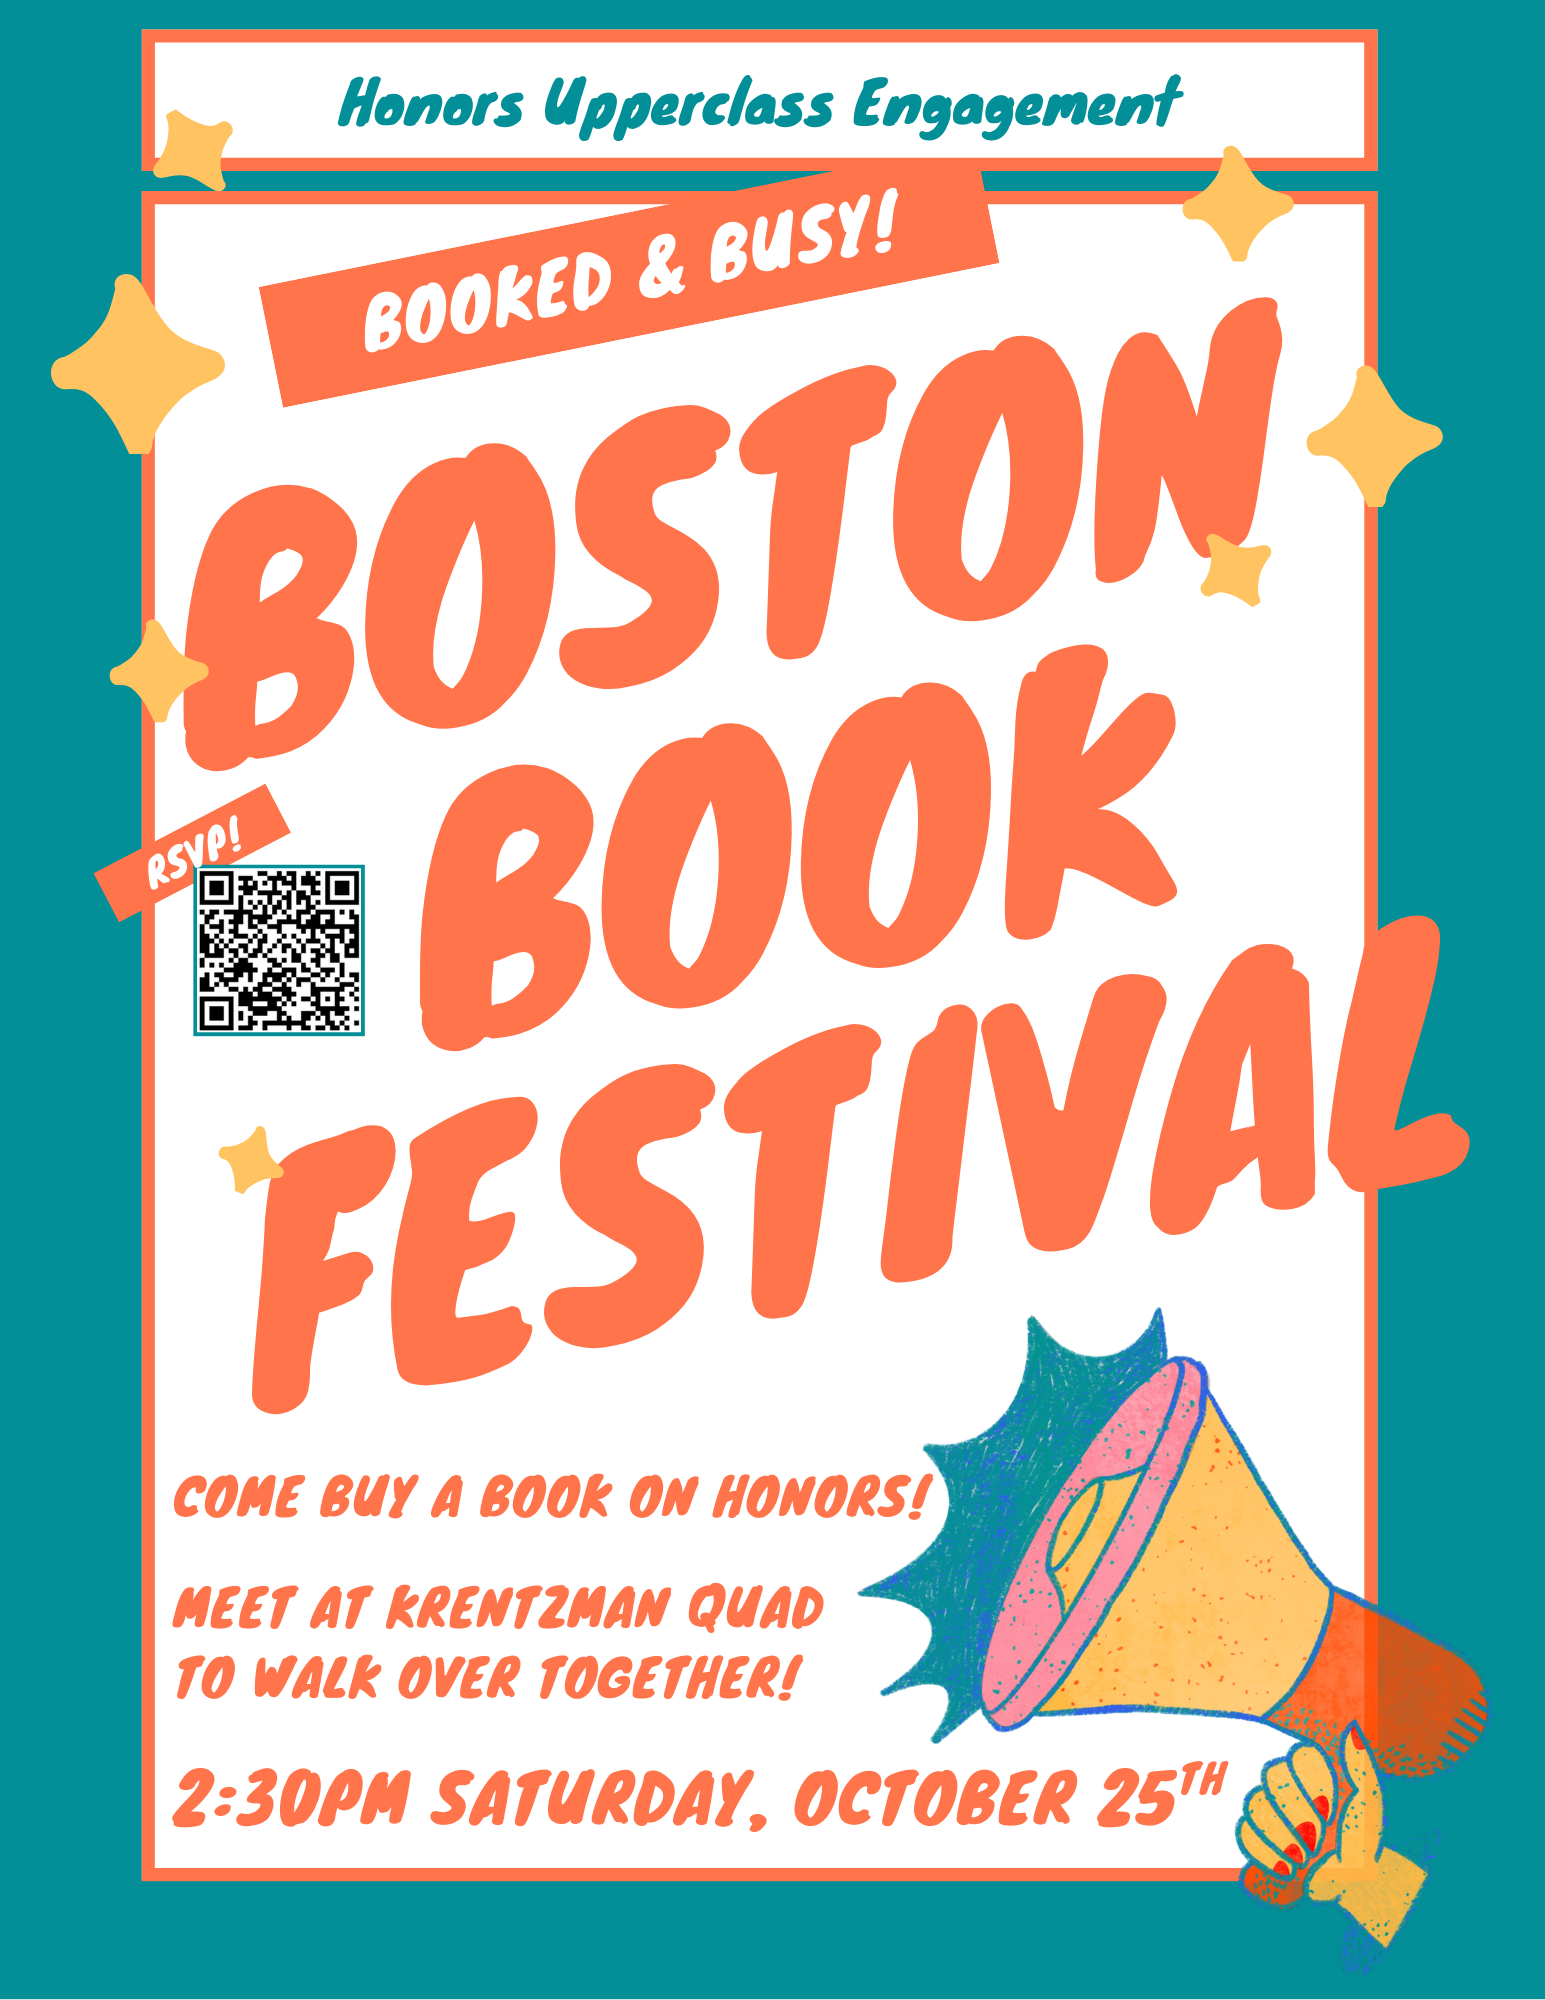 Honors Upperclass Engagement
BOOKED & BUSY!
BOSTON
BOOK
FESTIVAL
RSVP!
COME BUY A BOOK ON HONORS!
MEET AT KRENTZMAN QUAD
TO WALK OVER TOGETHER!
2:30PM SATURDAY, OCTOBER 25TH